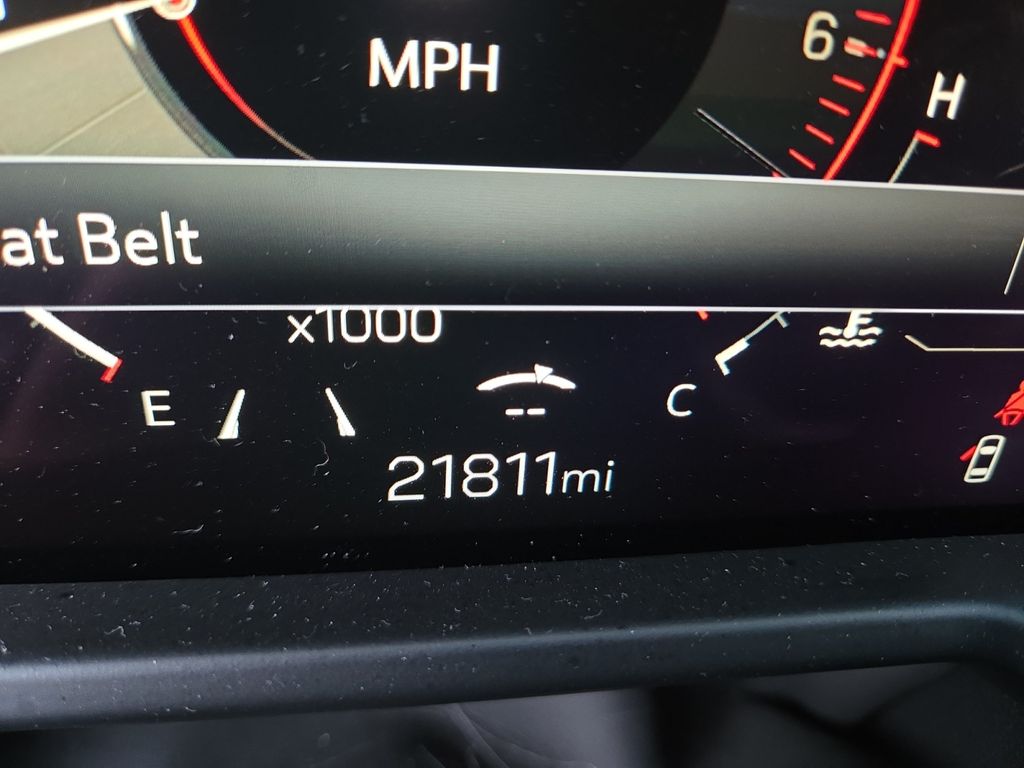 MPH
6
H
at Belt
x1000
E
--
C
21811mi